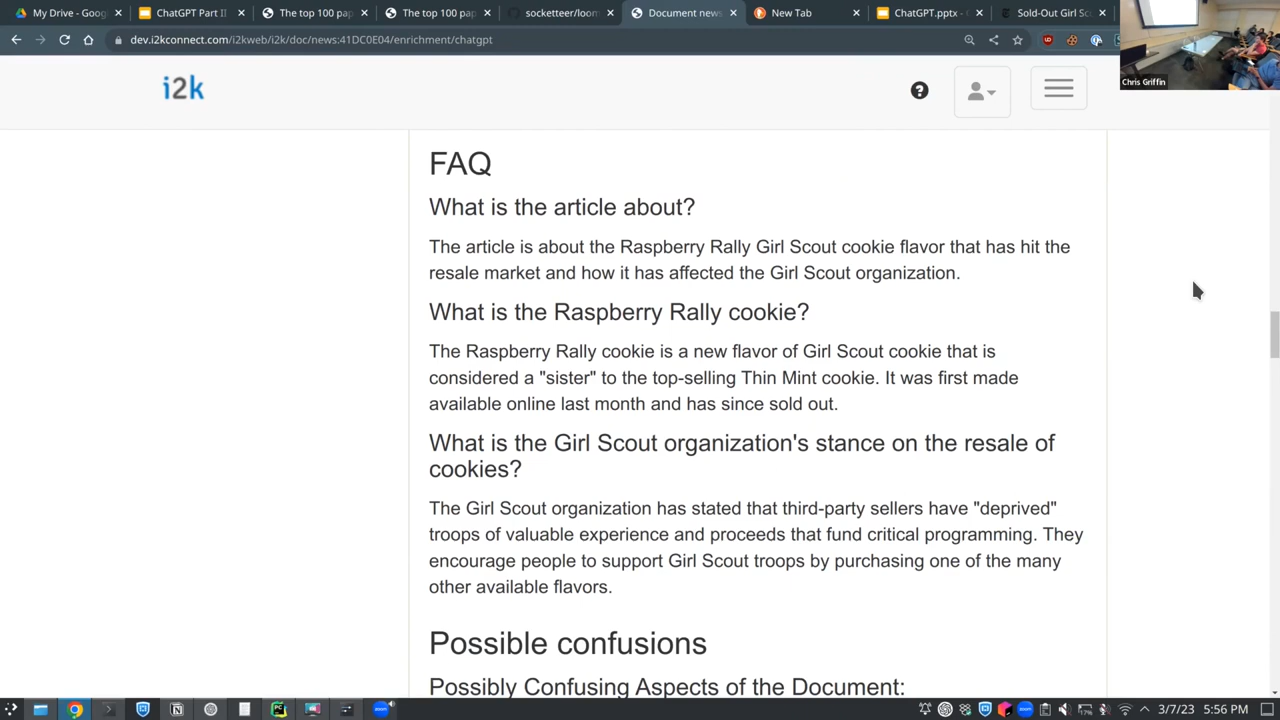 My Drive - Goog
ChatGPT Part II
The top 100 pap
The top 100 pap
socketteer/loom
Document news
New Tab
ChatGPT.pptx -
Sold-Out Girl Sc
dev.i2kconnect.com/i2kweb/i2k/doc/news:41DC0E04/enrichment/chatgpt
Chris Griffin
i2k
FAQ
What is the article about?
The article is about the Raspberry Rally Girl Scout cookie flavor that has hit the
resale market and how it has affected the Girl Scout organization.
What is the Raspberry Rally cookie?
The Raspberry Rally cookie is a new flavor of Girl Scout cookie that is
considered a "sister" to the top-selling Thin Mint cookie. It was first made
available online last month and has since sold out.
What is the Girl Scout organization's stance on the resale of
cookies?
The Girl Scout organization has stated that third-party sellers have "deprived"
troops of valuable experience and proceeds that fund critical programming. They
encourage people to support Girl Scout troops by purchasing one of the many
other available flavors.
Possible confusions
Possibly Confusing Aspects of the Document:
17%
3/7/23
5:56 PM